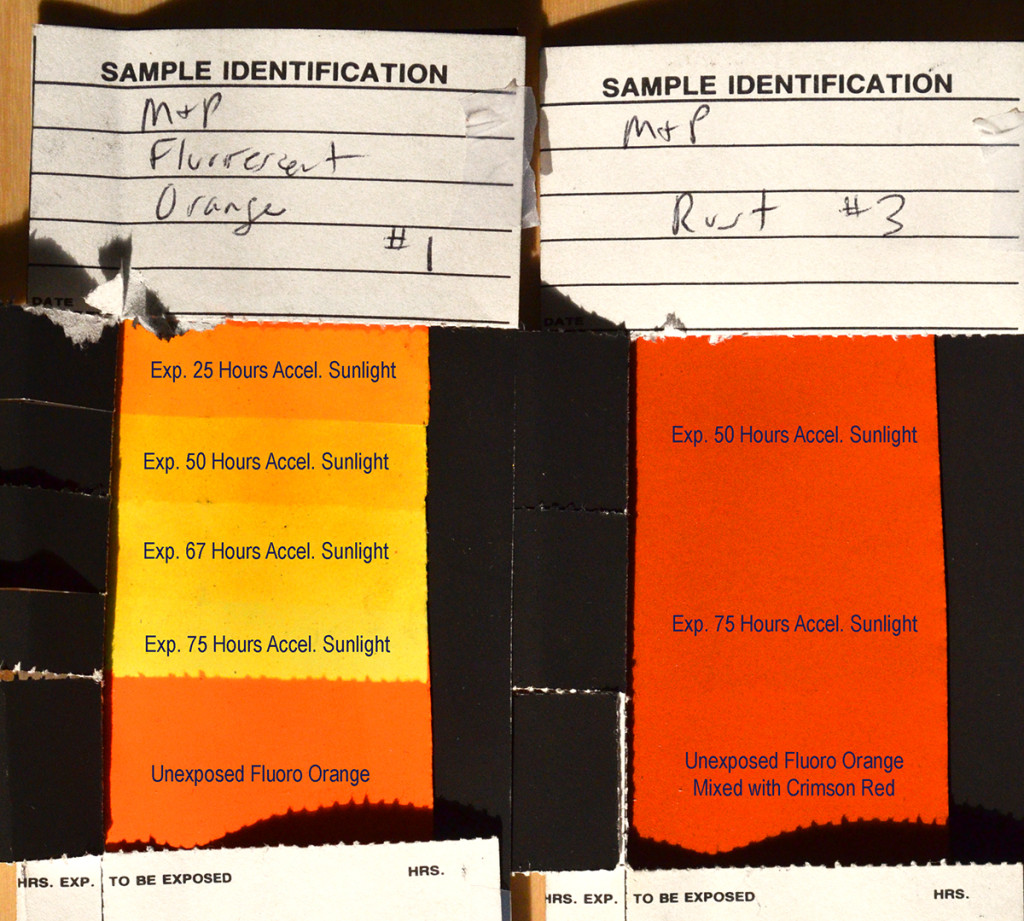 SAMPLE IDENTIFICATION
M+P
Flurrescent
Orange
#1
DATE
Exp. 25 Hours Accel. Sunlight
Exp. 50 Hours Accel. Sunlight
Exp. 67 Hours Accel. Sunlight
Exp. 75 Hours Accel. Sunlight
Unexposed Fluoro Orange
HRS. EXP. TO BE EXPOSED HRS.
SAMPLE IDENTIFICATION
M+P
Rust #3
DATE
Exp. 50 Hours Accel. Sunlight
Exp. 75 Hours Accel. Sunlight
Unexposed Fluoro Orange
Mixed with Crimson Red
HRS. EXP. TO BE EXPOSED HRS.